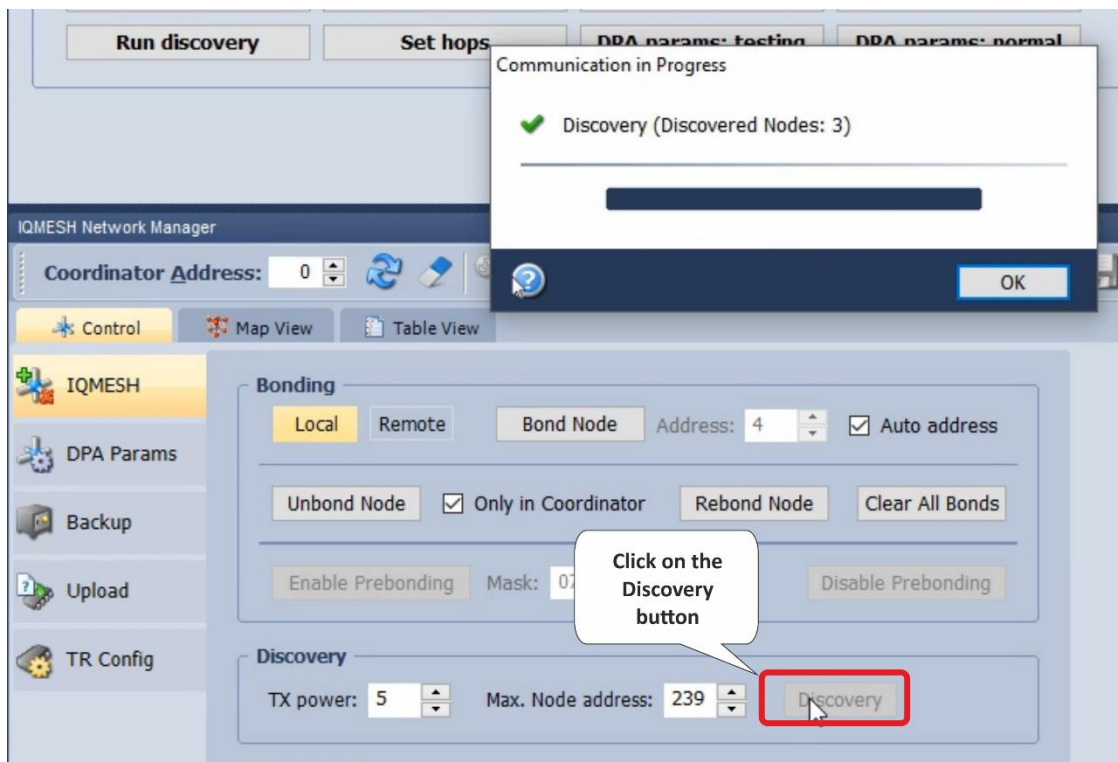 Run discovery
Set hops
DPA params: testing
DPA params: normal
Communication in Progress
Discovery (Discovered Nodes: 3)
OK
IQMESH Network Manager
Coordinator Address: 0
Control
Map View
Table View
IQMESH
DPA Params
Backup
Upload
TR Config
Bonding
Local
Remote
Bond Node
Address: 4
Auto address
Unbond Node
Only in Coordinator
Rebond Node
Clear All Bonds
Enable Prebonding
Mask: 07
Disable Prebonding
Click on the
Discovery
button
Discovery
TX power: 5
Max. Node address: 239
Discovery